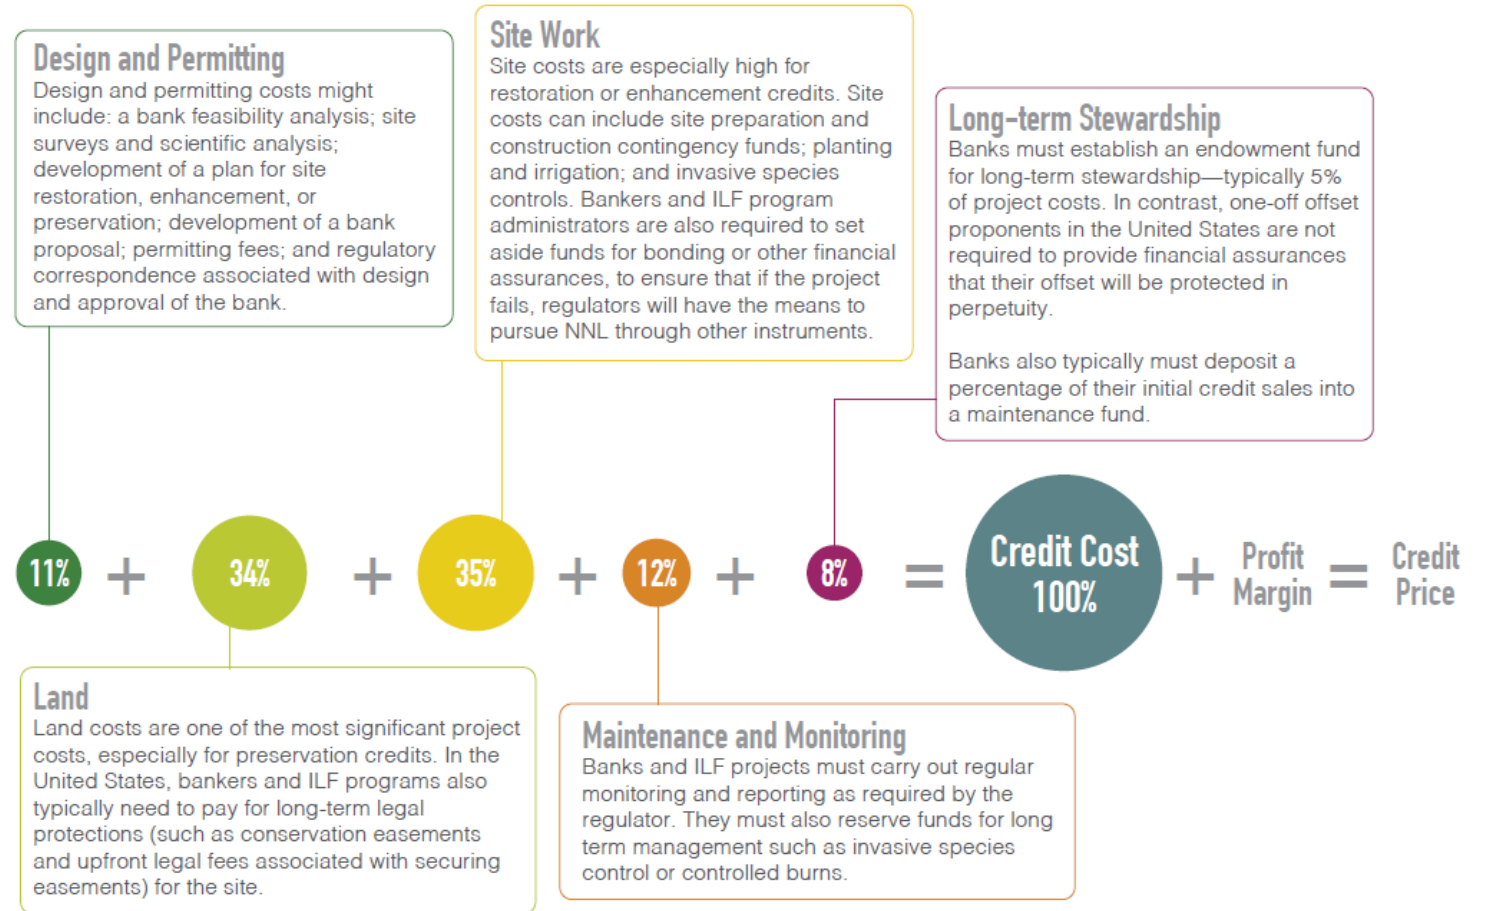 Design and Permitting
Design and permitting costs might
include: a bank feasibility analysis; site
surveys and scientific analysis;
development of a plan for site
restoration, enhancement, or
preservation; development of a bank
proposal; permitting fees; and regulatory
correspondence associated with design
and approval of the bank.
Site Work
Site costs are especially high for
restoration or enhancement credits. Site
costs can include site preparation and
construction contingency funds; planting
and irrigation; and invasive species
controls. Bankers and ILF program
administrators are also required to set
aside funds for bonding or other financial
assurances, to ensure that if the project
fails, regulators will have the means to
pursue NNL through other instruments.
Long-term Stewardship
Banks must establish an endowment fund
for long-term stewardship—typically 5%
of project costs. In contrast, one-off offset
proponents in the United States are not
required to provide financial assurances
that their offset will be protected in
perpetuity.
Banks also typically must deposit a
percentage of their initial credit sales into
a maintenance fund.
11% + 34% + 35% + 12% + 8% = Credit Cost 100% + Profit Margin = Credit Price
Land
Land costs are one of the most significant project
costs, especially for preservation credits. In the
United States, bankers and ILF programs also
typically need to pay for long-term legal
protections (such as conservation easements
and upfront legal fees associated with securing
easements) for the site.
Maintenance and Monitoring
Banks and ILF projects must carry out regular
monitoring and reporting as required by the
regulator. They must also reserve funds for long
term management such as invasive species
control or controlled burns.